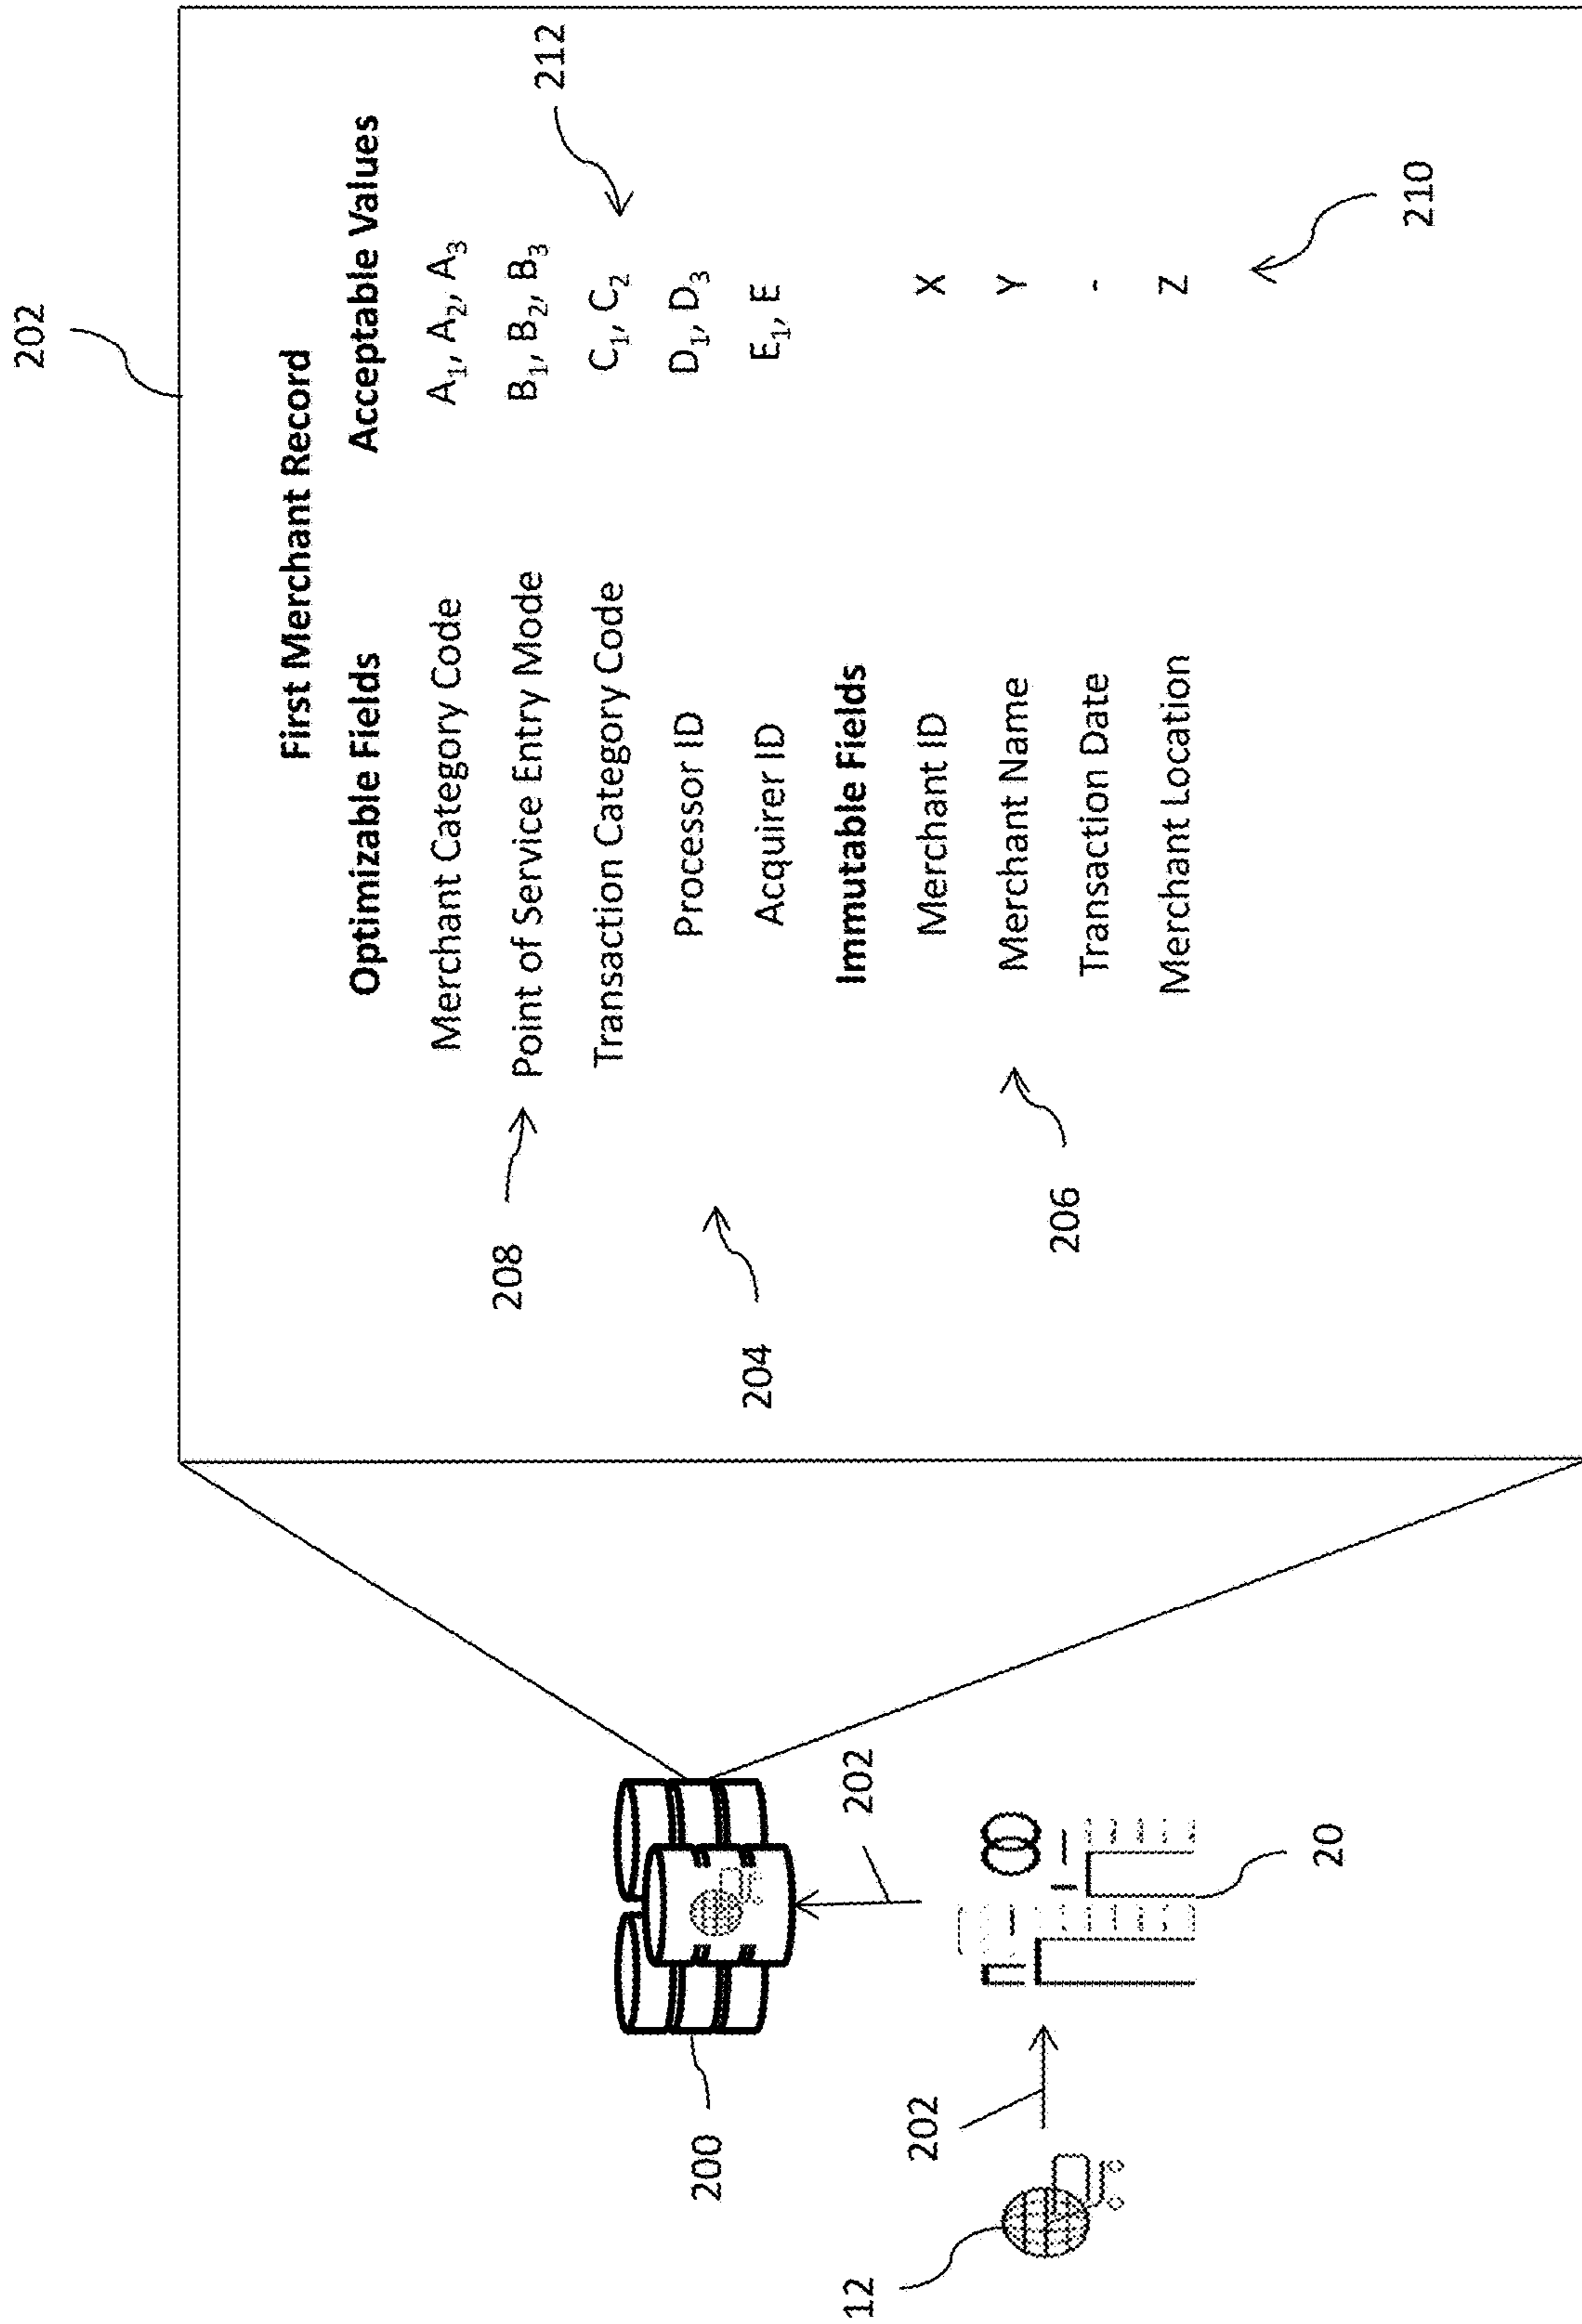 202
First Merchant Record
Optimizable Fields Acceptable Values
Merchant Category Code A₁, A₂, A₃
208 Point of Service Entry Mode B₁, B₂, B₃
212
Transaction Category Code C₁, C₂
Processor ID D₁, D₃
204
Acquirer ID E₁, E
Immutable Fields
Merchant ID X
Merchant Name Y
206
Transaction Date -
Merchant Location Z
210
200
202
12
202
20